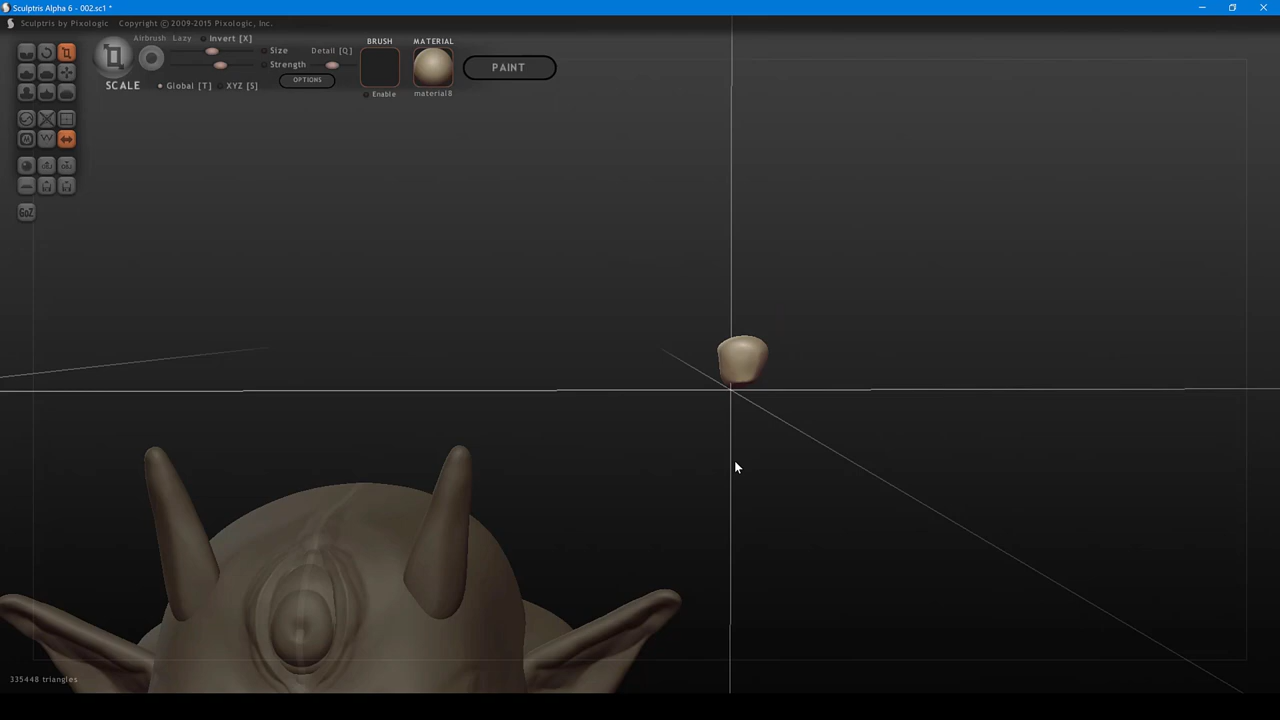 Sculptris Alpha 6 - 002.sc1 *
Sculptris by Pixologic Copyright © 2009-2015 Pixologic, Inc.
Airbrush Lazy Invert [X]
Size Detail [Q]
Strength
OPTIONS
SCALE Global [T] XYZ [S]
BRUSH
Enable
MATERIAL
material8
PAINT
GoZ
335448 triangles